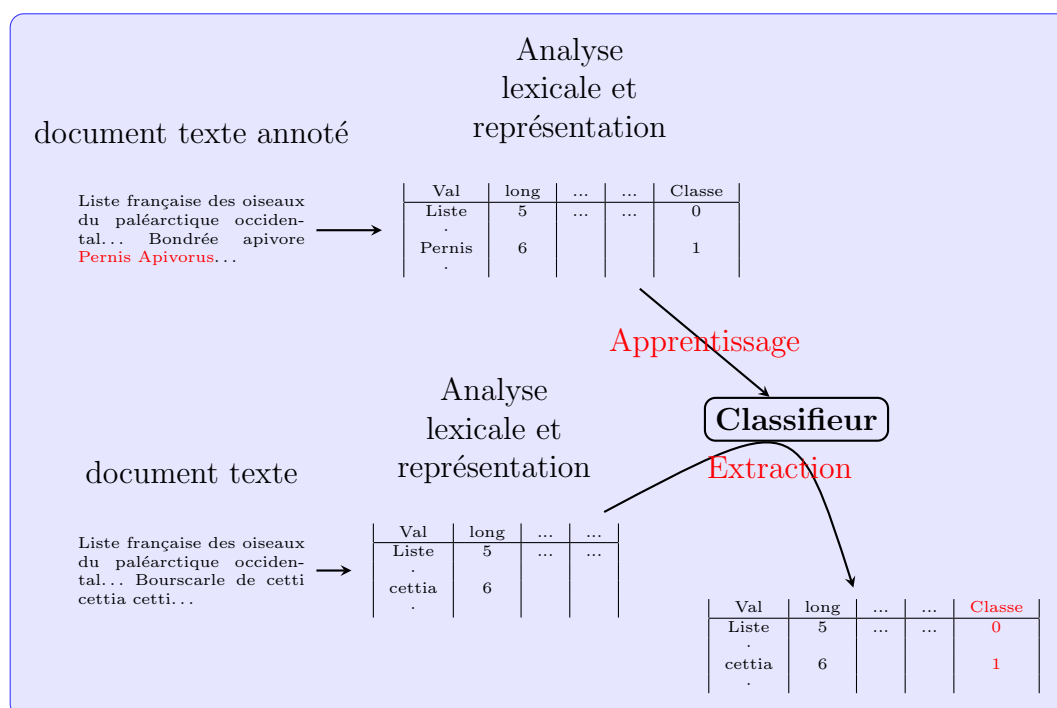 Analyse
lexicale et
représentation
document texte annoté
Liste française des oiseaux
du paléarctique occiden-
tal... Bondrée apivore
Pernis Apivorus...
Val long ... ... Classe
Liste 5 ... ... 0
.
Pernis 6 1
.
Apprentissage
Classifieur
Extraction
Analyse
lexicale et
représentation
document texte
Liste française des oiseaux
du paléarctique occiden-
tal... Bourscarle de cetti
cettia cetti...
Val long ... ...
Liste 5 ... ...
.
cettia 6
.
Val long ... ... Classe
Liste 5 ... ... 0
.
cettia 6 1
.